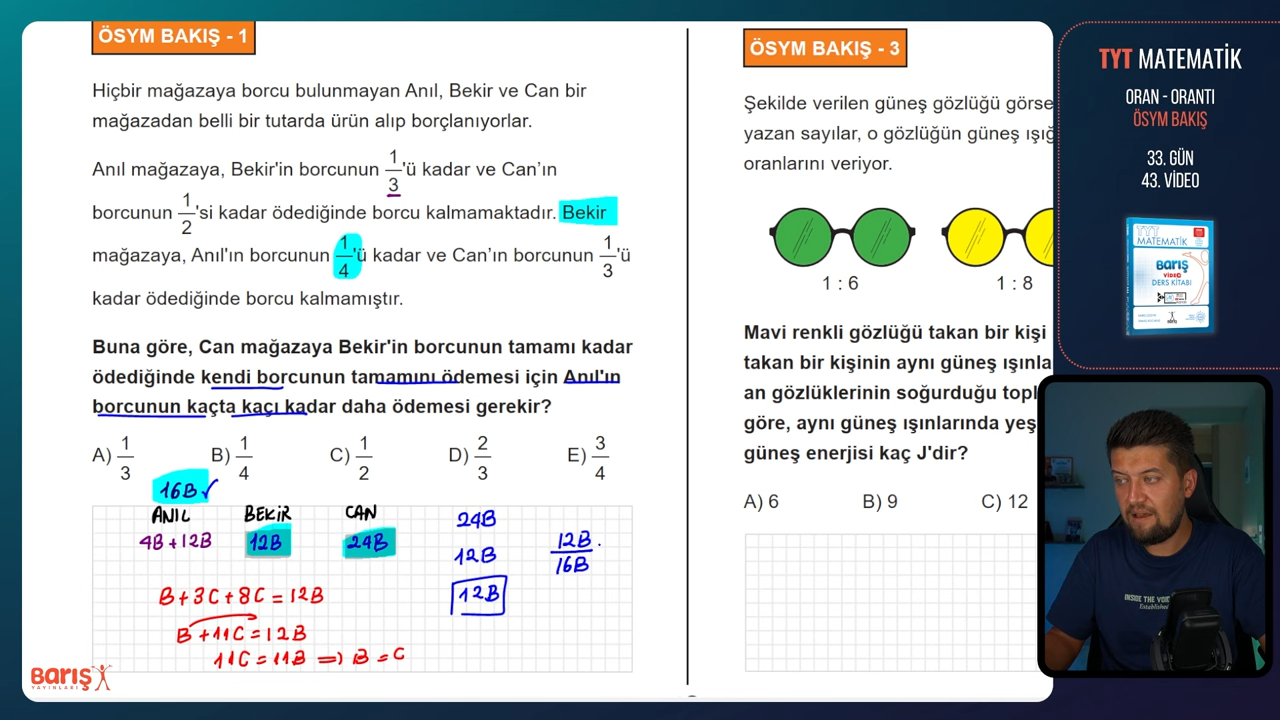 ÖSYM BAKIŞ - 1
Hiçbir mağazaya borcu bulunmayan Anıl, Bekir ve Can bir
mağazadan belli bir tutarda ürün alıp borçlanıyorlar.
Anıl mağazaya, Bekir'in borcunun 1/3'ü kadar ve Can'ın
borcunun 1/2'si kadar ödediğinde borcu kalmamaktadır. Bekir
mağazaya, Anıl'ın borcunun 1/4'ü kadar ve Can'ın borcunun 1/3'ü
kadar ödediğinde borcu kalmamıştır.
Buna göre, Can mağazaya Bekir'in borcunun tamamı kadar
ödediğinde kendi borcunun tamamını ödemesi için Anıl'ın
borcunun kaçta kaçı kadar daha ödemesi gerekir?
A) 1/3 B) 1/4 C) 1/2 D) 2/3 E) 3/4
16B ✓
ANIL BEKİR CAN
4B+12B 12B 24B
B+3C+8C=12B
B+11C=12B
11C=11B ⇒ B=C
24B
12B
12B
12B/16B
ÖSYM BAKIŞ - 3
Şekilde verilen güneş gözlüğü görse
yazan sayılar, o gözlüğün güneş ışığ
oranlarını veriyor.
1 : 6 1 : 8
Mavi renkli gözlüğü takan bir kişi
takan bir kişinin aynı güneş ışınla
an gözlüklerinin soğurduğu topl
göre, aynı güneş ışınlarında yeş
güneş enerjisi kaç J'dir?
A) 6 B) 9 C) 12
TYT MATEMATİK
ORAN - ORANTI
ÖSYM BAKIŞ
33. GÜN
43. VİDEO
TYT
MATEMATİK
BARIŞ
VİDEO
DERS KİTABI
INSIDE THE
Established
BARIŞ
YAYINLARI